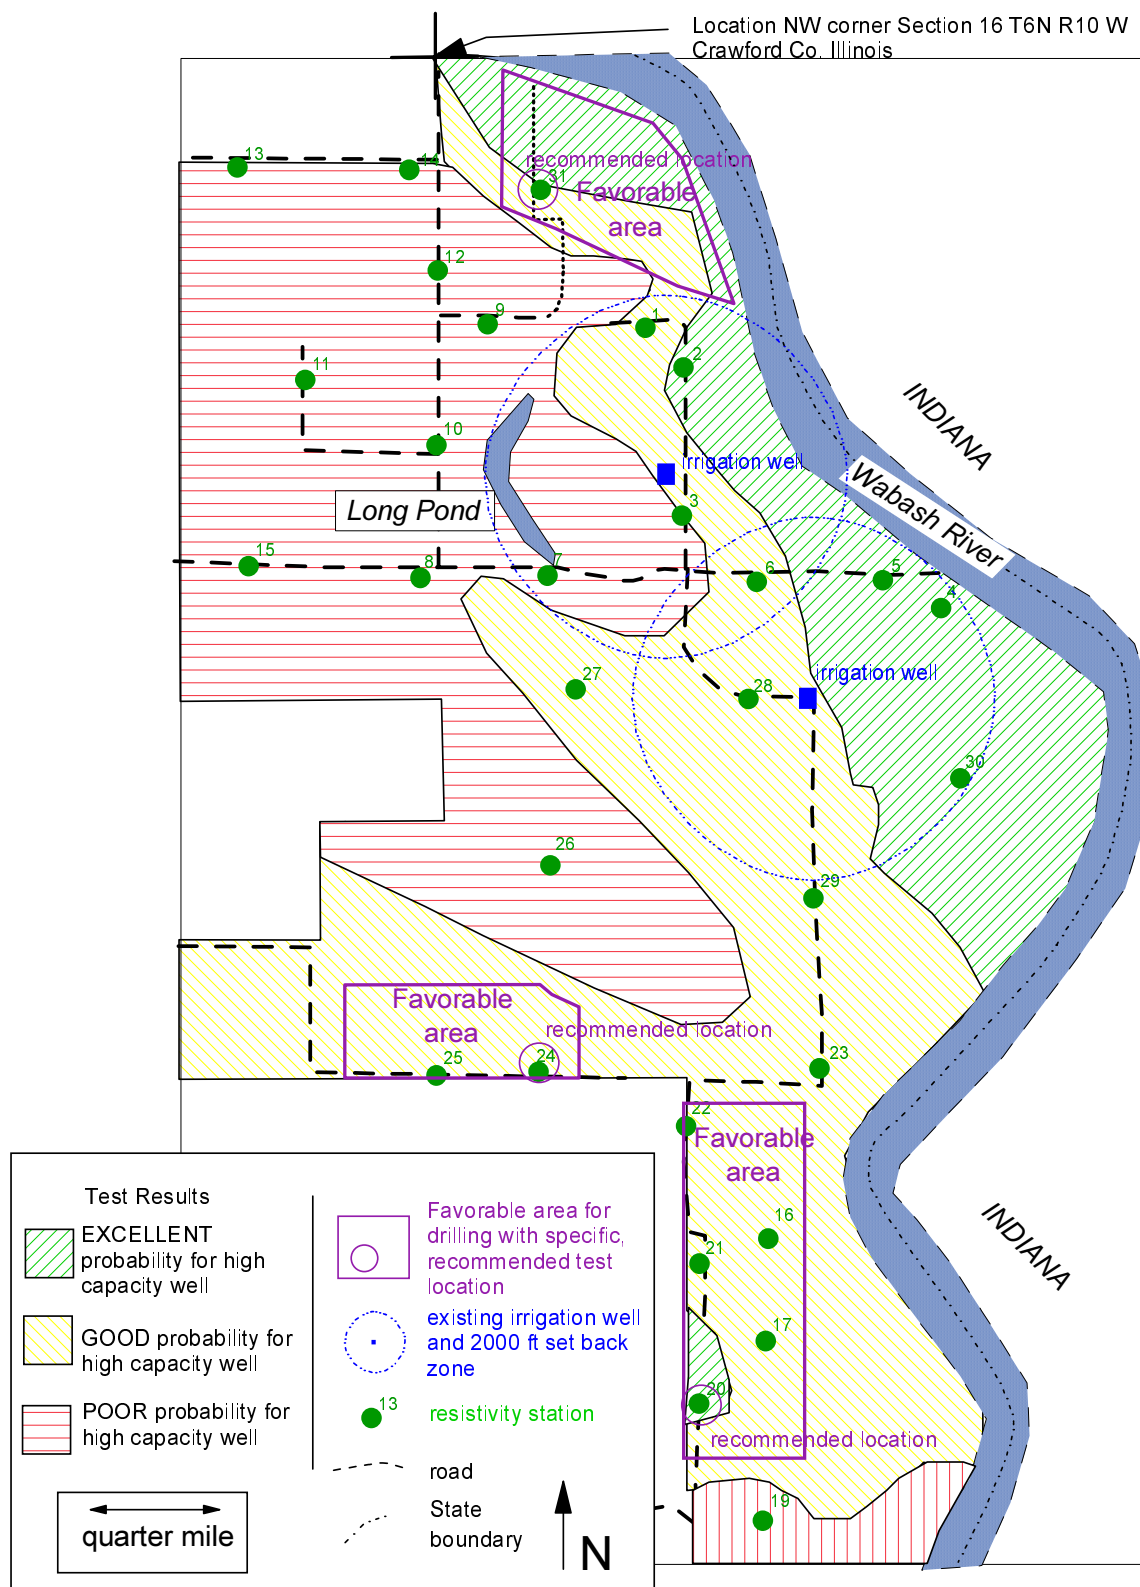 Location NW corner Section 16 T6N R10 W
Crawford Co. Illinois
13
14
recommended location
31
Favorable
area
12
9
1
2
11
INDIANA
10
irrigation well
Wabash River
Long Pond
3
15
8
7
6
5
4
irrigation well
27
28
30
26
29
Favorable
area
recommended location
25
24
23
22
Favorable
area
16
21
17
20
recommended location
19
INDIANA
Test Results
EXCELLENT
probability for high
capacity well
GOOD probability for
high capacity well
POOR probability for
high capacity well
quarter mile
Favorable area for
drilling with specific,
recommended test
location
existing irrigation well
and 2000 ft set back
zone
13
resistivity station
road
State
boundary
N